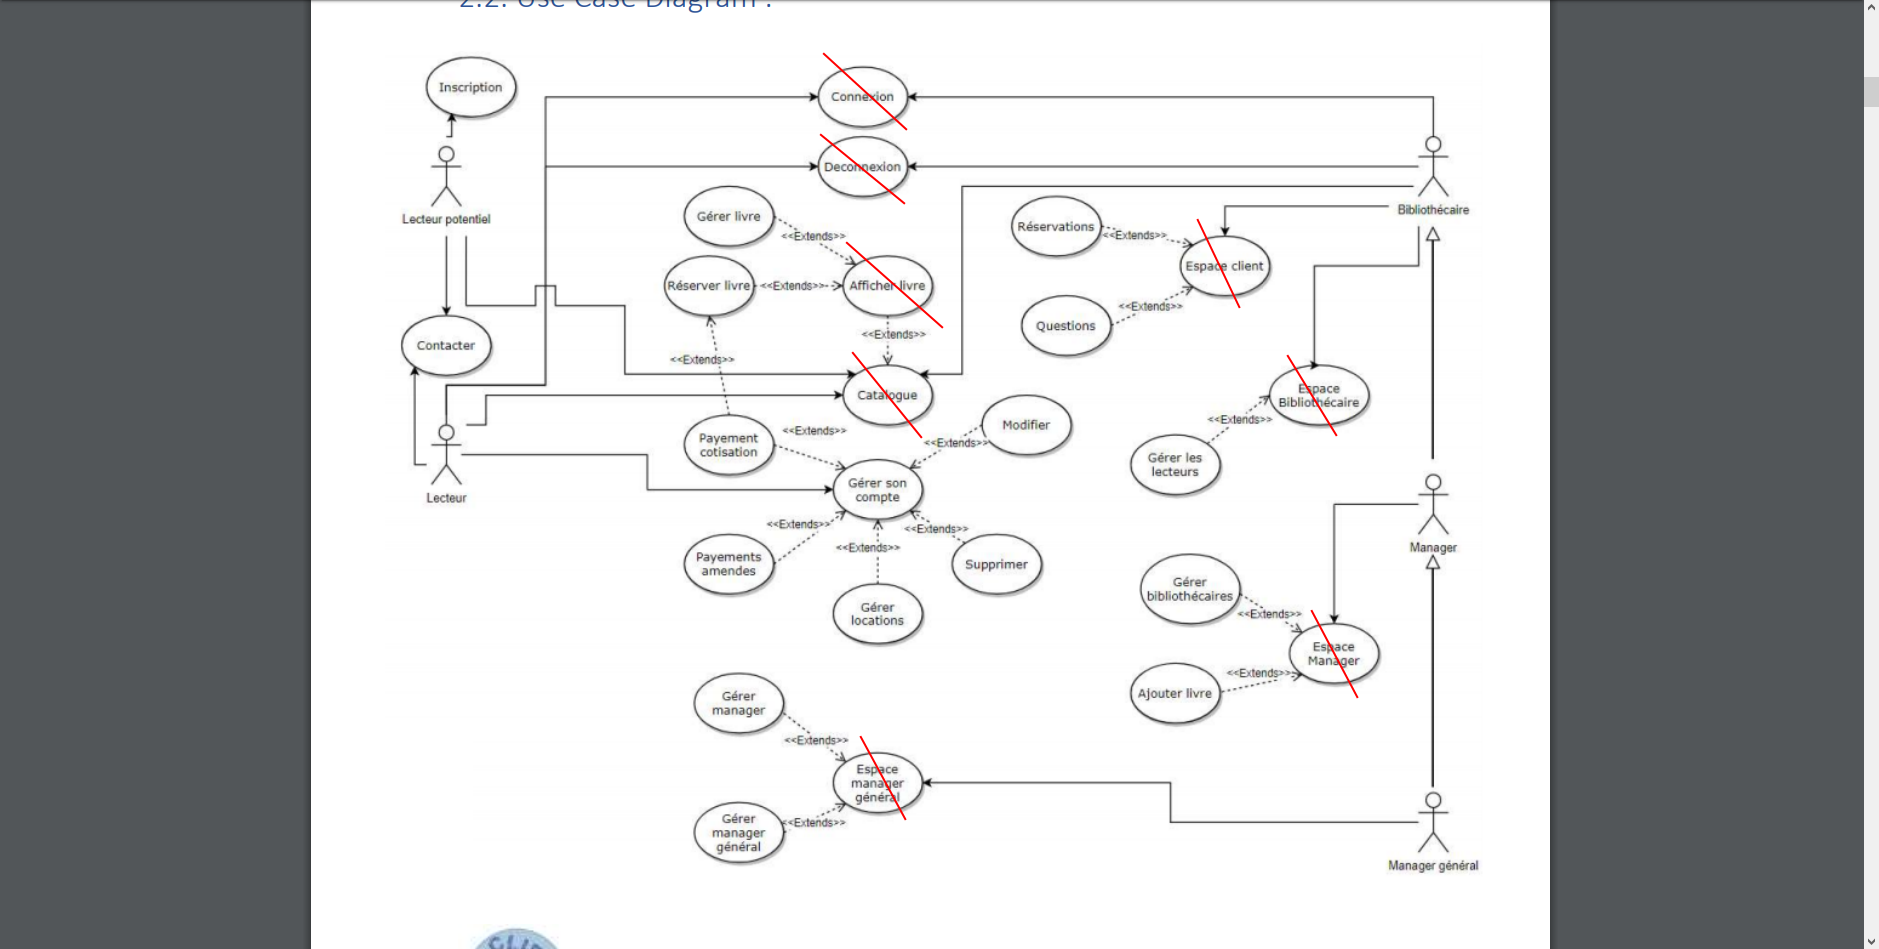 2.2. Use Case Diagram :
Inscription
Connexion
Lecteur potentiel
Deconnexion
Bibliothécaire
Gérer livre
<<Extends>>
Réserver livre
<<Extends>>
Afficher livre
<<Extends>>
Réservations
<<Extends>>
Espace client
Questions
<<Extends>>
Contacter
<<Extends>>
Catalogue
Espace
Bibliothécaire
<<Extends>>
Gérer les
lecteurs
Payement
cotisation
<<Extends>>
Modifier
<<Extends>>
Lecteur
Gérer son
compte
<<Extends>>
<<Extends>>
<<Extends>>
Payements
amendes
Supprimer
Gérer
locations
Manager
Gérer
bibliothécaires
<<Extends>>
Espace
Manager
Ajouter livre
<<Extends>>
Gérer
manager
<<Extends>>
Espace
manager
général
Gérer
manager
général
<<Extends>>
Manager général
CLIP